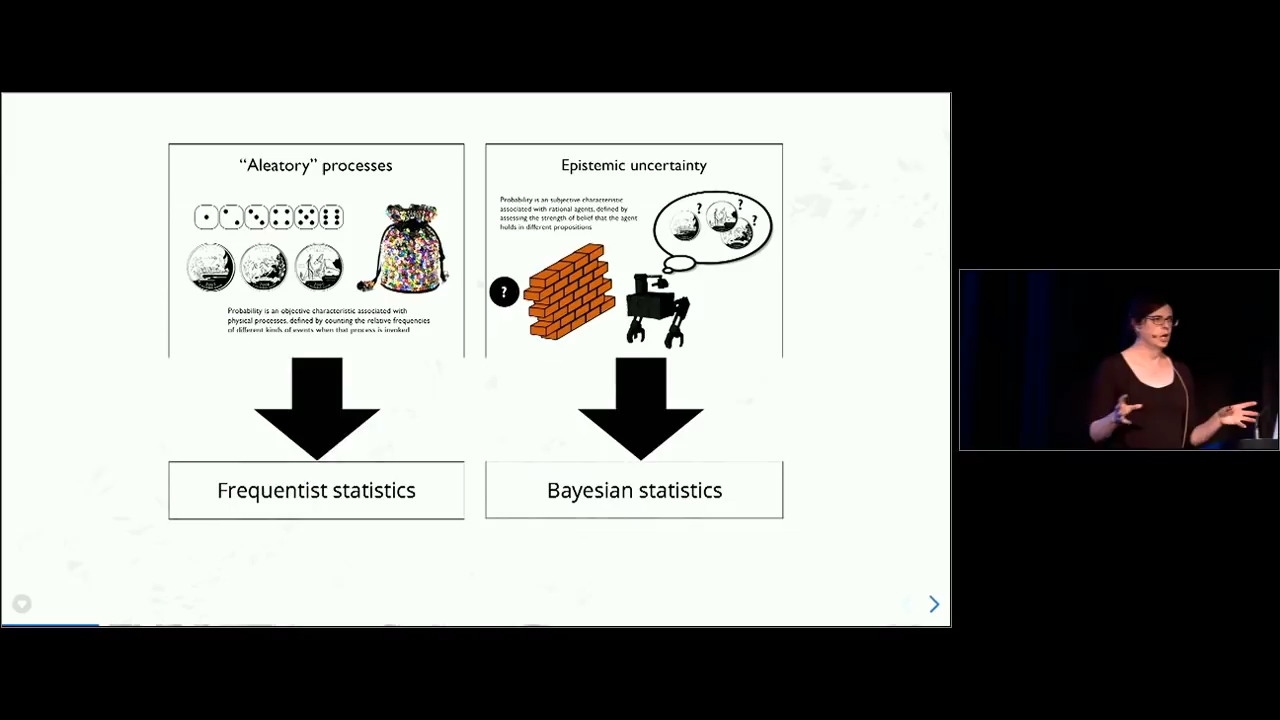 "Aleatory" processes
Probability is an objective characteristic associated with
physical processes, defined by counting the relative frequencies
of different kinds of events when that process is invoked
Epistemic uncertainty
Probability is an subjective characteristic
associated with rational agents, defined by
assessing the strength of belief that the agent
holds in different propositions
?
?
?
?
Frequentist statistics
Bayesian statistics